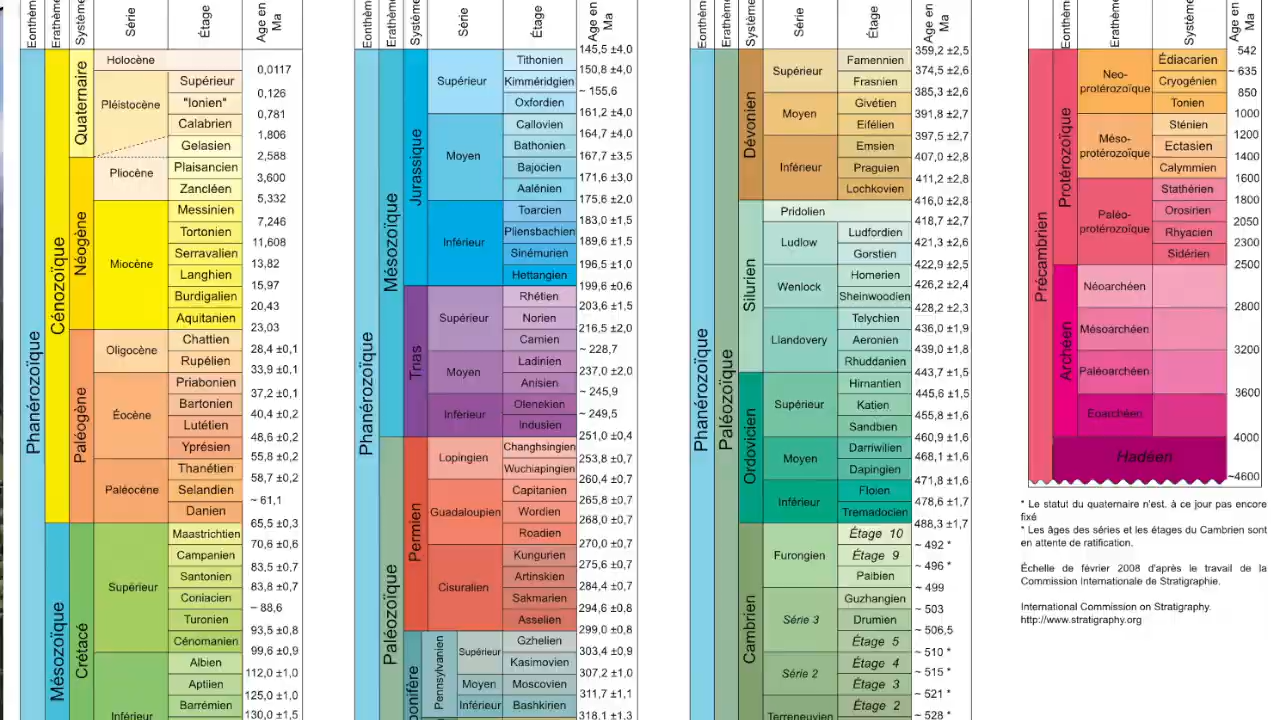 Eonthèm
Erathème
Système
Série
Étage
Age en
Ma
Phanérozoïque
Cénozoïque
Mésozoïque
Quaternaire
Néogène
Paléogène
Crétacé
Holocène
0,0117
Pléistocène
Supérieur
0,126
"Ionien"
0,781
Calabrien
1,806
Gelasien
2,588
Pliocène
Plaisancien
3,600
Zancléen
5,332
Miocène
Messinien
7,246
Tortonien
11,608
Serravalien
13,82
Langhien
15,97
Burdigalien
20,43
Aquitanien
23,03
Oligocène
Chattien
28,4 ±0,1
Rupélien
33,9 ±0,1
Éocène
Priabonien
37,2 ±0,1
Bartonien
40,4 ±0,2
Lutétien
48,6 ±0,2
Yprésien
55,8 ±0,2
Paléocène
Thanétien
58,7 ±0,2
Selandien
~ 61,1
Danien
65,5 ±0,3
Supérieur
Maastrichtien
70,6 ±0,6
Campanien
83,5 ±0,7
Santonien
83,8 ±0,7
Coniacien
~ 88,6
Turonien
93,5 ±0,8
Cénomanien
99,6 ±0,9
Inférieur
Albien
112,0 ±1,0
Aptiien
125,0 ±1,0
Barrémien
130,0 ±1,5
Eonthèm
Erathème
Système
Série
Étage
Age en
Ma
145,5 ±4,0
Phanérozoïque
Mésozoïque
Paléozoïque
Jurassique
Trias
Permien
onifère
Supérieur
Tithonien
150,8 ±4,0
Kimméridgien
~ 155,6
Oxfordien
161,2 ±4,0
Moyen
Callovien
164,7 ±4,0
Bathonien
167,7 ±3,5
Bajocien
171,6 ±3,0
Aalénien
175,6 ±2,0
Inférieur
Toarcien
183,0 ±1,5
Pliensbachien
189,6 ±1,5
Sinémurien
196,5 ±1,0
Hettangien
199,6 ±0,6
Supérieur
Rhétien
203,6 ±1.5
Norien
216,5 ±2,0
Carnien
~ 228,7
Moyen
Ladinien
237,0 ±2.0
Anisien
~ 245,9
Inférieur
Olenekien
~ 249,5
Indusien
251,0 ±0,4
Lopingien
Changhsingien
253,8 ±0,7
Wuchiapingien
260,4 ±0,7
Guadaloupien
Capitanien
265,8 ±0,7
Wordien
268,0 ±0,7
Roadien
270,0 ±0,7
Cisuralien
Kungurien
275,6 ±0,7
Artinskien
284,4 ±0,7
Sakmarien
294,6 ±0.8
Asselien
299,0 ±0,8
Pennsylvanien
Supérieur
Gzhelien
303,4 ±0,9
Kasimovien
307,2 ±1,0
Moyen
Moscovien
311,7 ±1,1
Inférieur
Bashkirien
318,1 ±1,3
Eonthèm
Erathème
Système
Série
Étage
Age en
Ma
359,2 ±2,5
Phanérozoïque
Paléozoïque
Dévonien
Silurien
Ordovicien
Cambrien
Supérieur
Famennien
374,5 ±2,6
Frasnien
385,3 ±2,6
Moyen
Givétien
391,8 ±2,7
Eifélien
397,5 ±2,7
Inférieur
Emsien
407,0 ±2,8
Praguien
411,2 ±2,8
Lochkovien
416,0 ±2,8
Pridolien
418,7 ±2,7
Ludlow
Ludfordien
421,3 ±2,6
Gorstien
422,9 ±2,5
Wenlock
Homerien
426,2 ±2,4
Sheinwoodien
428,2 ±2,3
Llandovery
Telychien
436,0 ±1,9
Aeronien
439,0 ±1,8
Rhuddanien
443,7 ±1,5
Supérieur
Hirnantien
445,6 ±1,5
Katien
455,8 ±1,6
Sandbien
460,9 ±1,6
Moyen
Darriwilien
468,1 ±1,6
Dapingien
471,8 ±1,6
Inférieur
Floien
478,6 ±1,7
Tremadocien
488,3 ±1,7
Furongien
Étage 10
~ 492 *
Étage 9
~ 496 *
Paibien
~ 499
Série 3
Guzhangien
~ 503
Drumien
~ 506,5
Étage 5
~ 510 *
Série 2
Étage 4
~ 515 *
Étage 3
~ 521 *
Terreneuvien
Étage 2
~ 528 *
Eonthèm
Erathème
Système
Age en
Ma
542
Précambrien
Protérozoïque
Archéen
Neo-
protérozoïque
Édiacarien
~ 635
Cryogénien
850
Tonien
1000
Méso-
protérozoïque
Sténien
1200
Ectasien
1400
Calymmien
1600
Paléo-
protérozoïque
Stathérien
1800
Orosirien
2050
Rhyacien
2300
Sidérien
2500
Néoarchéen
2800
Mésoarchéen
3200
Paléoarchéen
3600
Eoarchéen
4000
Hadéen
~4600
* Le statut du quaternaire n'est. à ce jour pas encore
fixé
* Les âges des séries et les étages du Cambrien sont
en attente de ratification.
Échelle de février 2008 d'après le travail de la
Commission Internationale de Stratigraphie.
International Commission on Stratigraphy.
http://www.stratigraphy.org